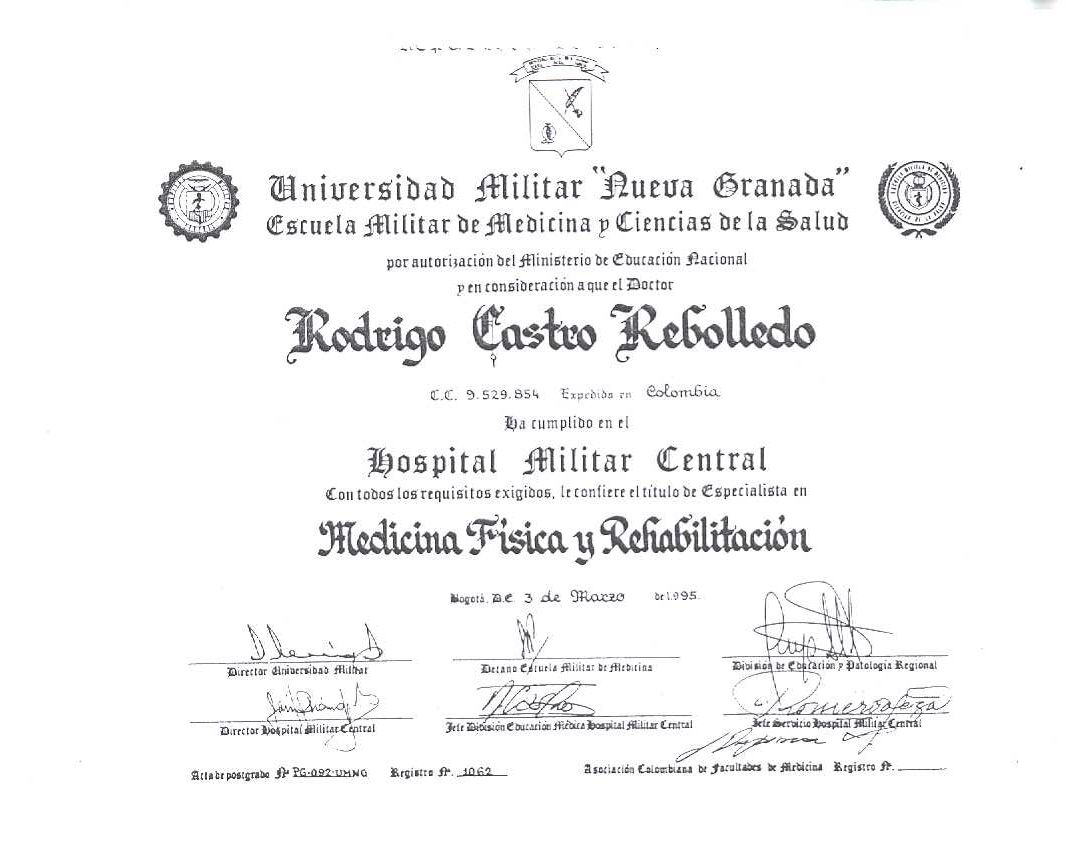 Universidad Militar "Nueva Granada"
Escuela Militar de Medicina y Ciencias de la Salud
por autorización del Ministerio de Educación Nacional
y en consideración a que el Doctor
Rodrigo Castro Rebolledo
C.C. 9.529.854 Expedida en Colombia
Ha cumplido en el
Hospital Militar Central
Con todos los requisitos exigidos, le confiere el título de Especialista en
Medicina Física y Rehabilitación
Bogotá, D.E. 3 de Marzo de 1.995.
Director Universidad Militar
Decano Escuela Militar de Medicina
División de Educación y Patología Regional
Director Hospital Militar Central
Jefe División Educación Médica Hospital Militar Central
Jefe Servicio Hospital Militar Central
Acta de postgrado Nº PG-092-UMNG Registro Nº. 1062
Asociación Colombiana de Facultades de Medicina Registro Nº.